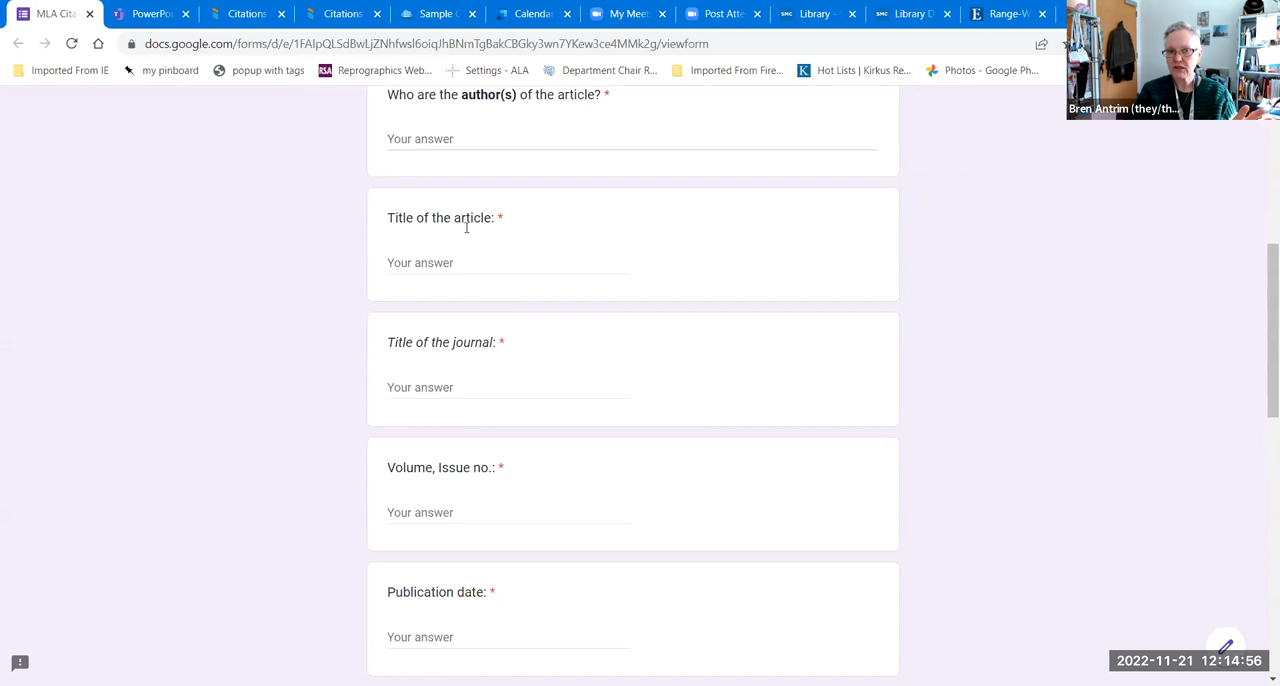 MLA Cita
PowerPo
Citations
Citations
Sample
Calendar
My Meet
Post Atte
SMC Library -
SMC Library D
E Range-W
docs.google.com/forms/d/e/1FAIpQLSdBwLjZNhfwsl6oiqJhBNmTgBakCBGky3wn7YKew3ce4MMk2g/viewform
Imported From IE
my pinboard
popup with tags
RSA Reprographics Web...
Settings - ALA
Department Chair R...
Imported From Fire...
K Hot Lists | Kirkus Re...
Photos - Google Ph...
Bren Antrim (they/th...
Who are the author(s) of the article? *
Your answer
Title of the article: *
Your answer
Title of the journal: *
Your answer
Volume, Issue no.: *
Your answer
Publication date: *
Your answer
2022-11-21 12:14:56